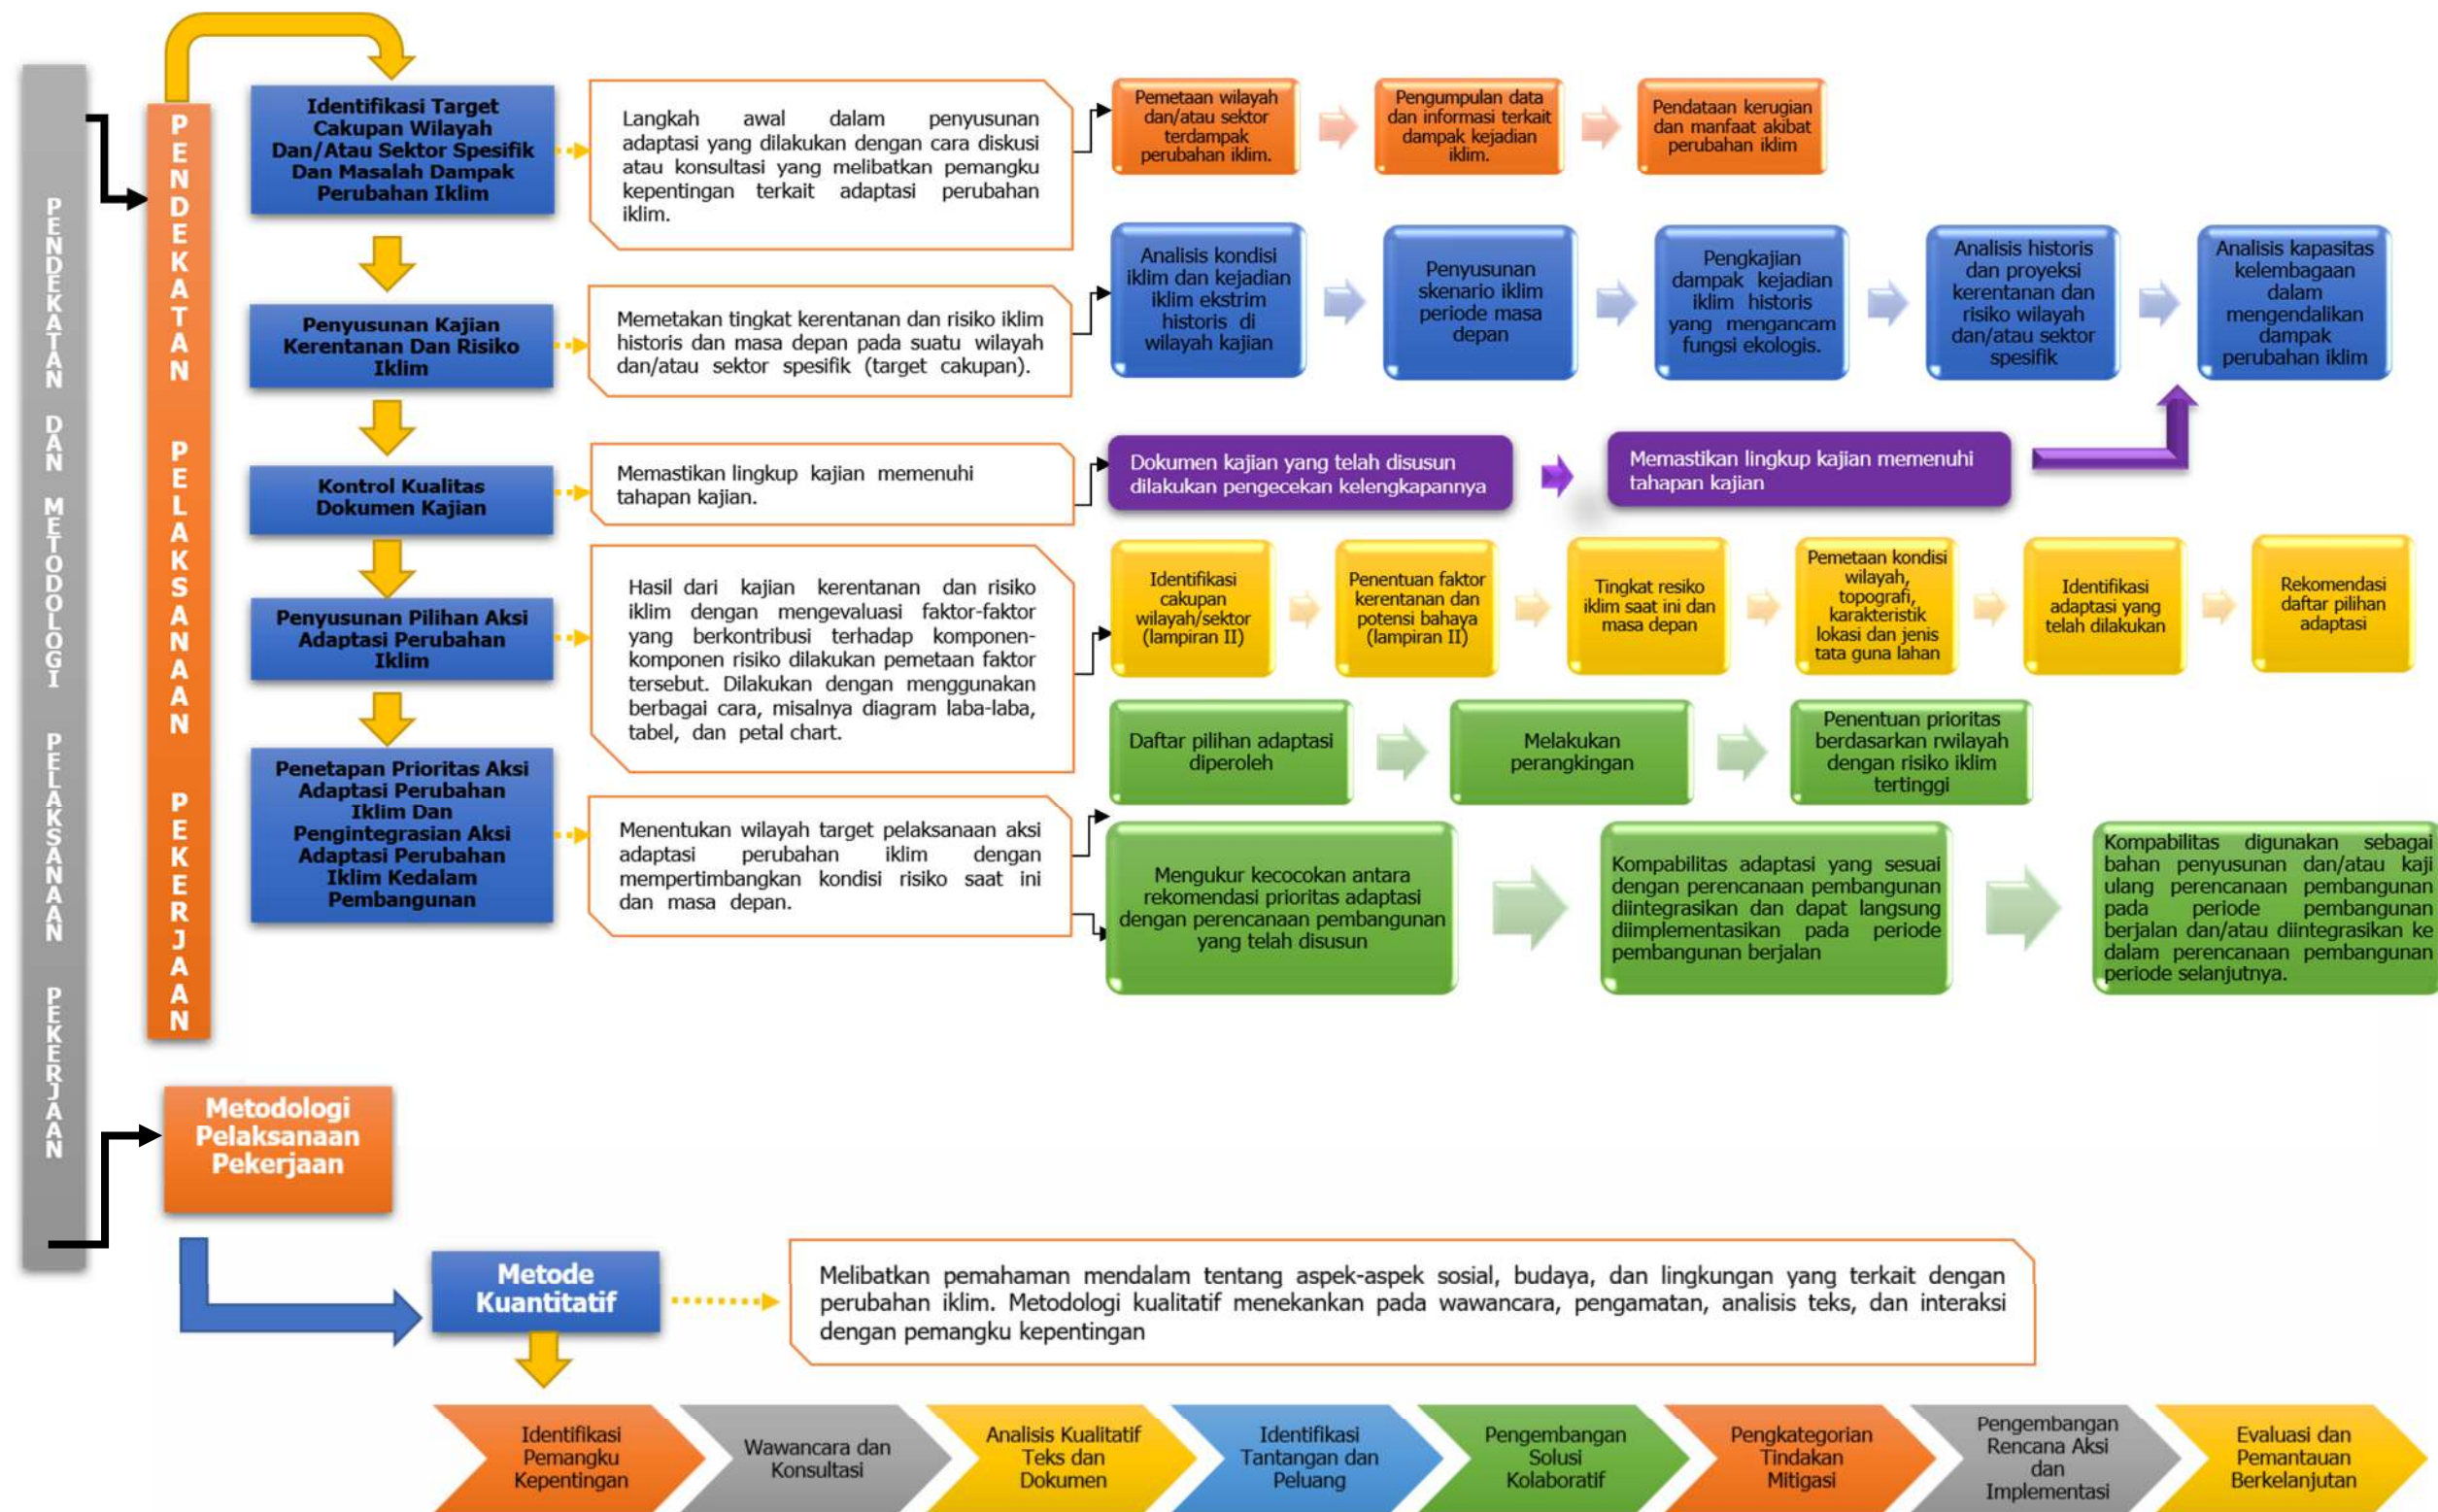 PENDEKATAN DAN METODOLOGI PELAKSANAAN PEKERJAAN
PENDEKATAN PELAKSANAAN PEKERJAAN
Identifikasi Target
Cakupan Wilayah
Dan/Atau Sektor Spesifik
Dan Masalah Dampak
Perubahan Iklim
Langkah awal dalam penyusunan
adaptasi yang dilakukan dengan cara diskusi
atau konsultasi yang melibatkan pemangku
kepentingan terkait adaptasi perubahan
iklim.
Pemetaan wilayah
dan/atau sektor
terdampak
perubahan iklim.
Pengumpulan data
dan informasi terkait
dampak kejadian
iklim.
Pendataan kerugian
dan manfaat akibat
perubahan iklim
Penyusunan Kajian
Kerentanan Dan Risiko
Iklim
Memetakan tingkat kerentanan dan risiko iklim
historis dan masa depan pada suatu wilayah
dan/atau sektor spesifik (target cakupan).
Analisis kondisi
iklim dan kejadian
iklim ekstrim
historis di
wilayah kajian
Penyusunan
skenario iklim
periode masa
depan
Pengkajian
dampak kejadian
iklim historis
yang mengancam
fungsi ekologis.
Analisis historis
dan proyeksi
kerentanan dan
risiko wilayah
dan/atau sektor
spesifik
Analisis kapasitas
kelembagaan
dalam
mengendalikan
dampak
perubahan iklim
Kontrol Kualitas
Dokumen Kajian
Memastikan lingkup kajian memenuhi
tahapan kajian.
Dokumen kajian yang telah disusun
dilakukan pengecekan kelengkapannya
Memastikan lingkup kajian memenuhi
tahapan kajian
Penyusunan Pilihan Aksi
Adaptasi Perubahan
Iklim
Hasil dari kajian kerentanan dan risiko
iklim dengan mengevaluasi faktor-faktor
yang berkontribusi terhadap komponen-
komponen risiko dilakukan pemetaan faktor
tersebut. Dilakukan dengan menggunakan
berbagai cara, misalnya diagram laba-laba,
tabel, dan petal chart.
Identifikasi
cakupan
wilayah/sektor
(lampiran II)
Penentuan faktor
kerentanan dan
potensi bahaya
(lampiran II)
Tingkat resiko
iklim saat ini dan
masa depan
Pemetaan kondisi
wilayah,
topografi,
karakteristik
lokasi dan jenis
tata guna lahan
Identifikasi
adaptasi yang
telah dilakukan
Rekomendasi
daftar pilihan
adaptasi
Penetapan Prioritas Aksi
Adaptasi Perubahan
Iklim Dan
Pengintegrasian Aksi
Adaptasi Perubahan
Iklim Kedalam
Pembangunan
Menentukan wilayah target pelaksanaan aksi
adaptasi perubahan iklim dengan
mempertimbangkan kondisi risiko saat ini
dan masa depan.
Daftar pilihan adaptasi
diperoleh
Melakukan
perangkingan
Penentuan prioritas
berdasarkan rwilayah
dengan risiko iklim
tertinggi
Mengukur kecocokan antara
rekomendasi prioritas adaptasi
dengan perencanaan pembangunan
yang telah disusun
Kompabilitas adaptasi yang sesuai
dengan perencanaan pembangunan
diintegrasikan dan dapat langsung
diimplementasikan pada periode
pembangunan berjalan
Kompabilitas digunakan sebagai
bahan penyusunan dan/atau kaji
ulang perencanaan pembangunan
pada periode pembangunan
berjalan dan/atau diintegrasikan ke
dalam perencanaan pembangunan
periode selanjutnya.
Metodologi
Pelaksanaan
Pekerjaan
Metode
Kuantitatif
Melibatkan pemahaman mendalam tentang aspek-aspek sosial, budaya, dan lingkungan yang terkait dengan
perubahan iklim. Metodologi kualitatif menekankan pada wawancara, pengamatan, analisis teks, dan interaksi
dengan pemangku kepentingan
Identifikasi
Pemangku
Kepentingan
Wawancara dan
Konsultasi
Analisis Kualitatif
Teks dan
Dokumen
Identifikasi
Tantangan dan
Peluang
Pengembangan
Solusi
Kolaboratif
Pengkategorian
Tindakan
Mitigasi
Pengembangan
Rencana Aksi
dan
Implementasi
Evaluasi dan
Pemantauan
Berkelanjutan